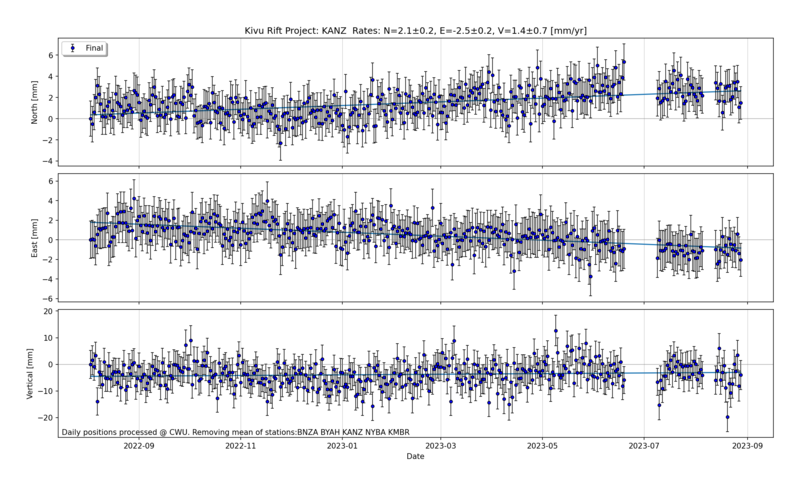 Kivu Rift Project: KANZ Rates: N=2.1±0.2, E=-2.5±0.2, V=1.4±0.7 [mm/yr]
Final
North [mm]
6
4
2
0
−2
−4
East [mm]
6
4
2
0
−2
−4
−6
Vertical [mm]
20
10
0
−10
−20
Daily positions processed @ CWU. Removing mean of stations:BNZA BYAH KANZ NYBA KMBR
2022-09 2022-11 2023-01 2023-03 2023-05 2023-07 2023-09
Date